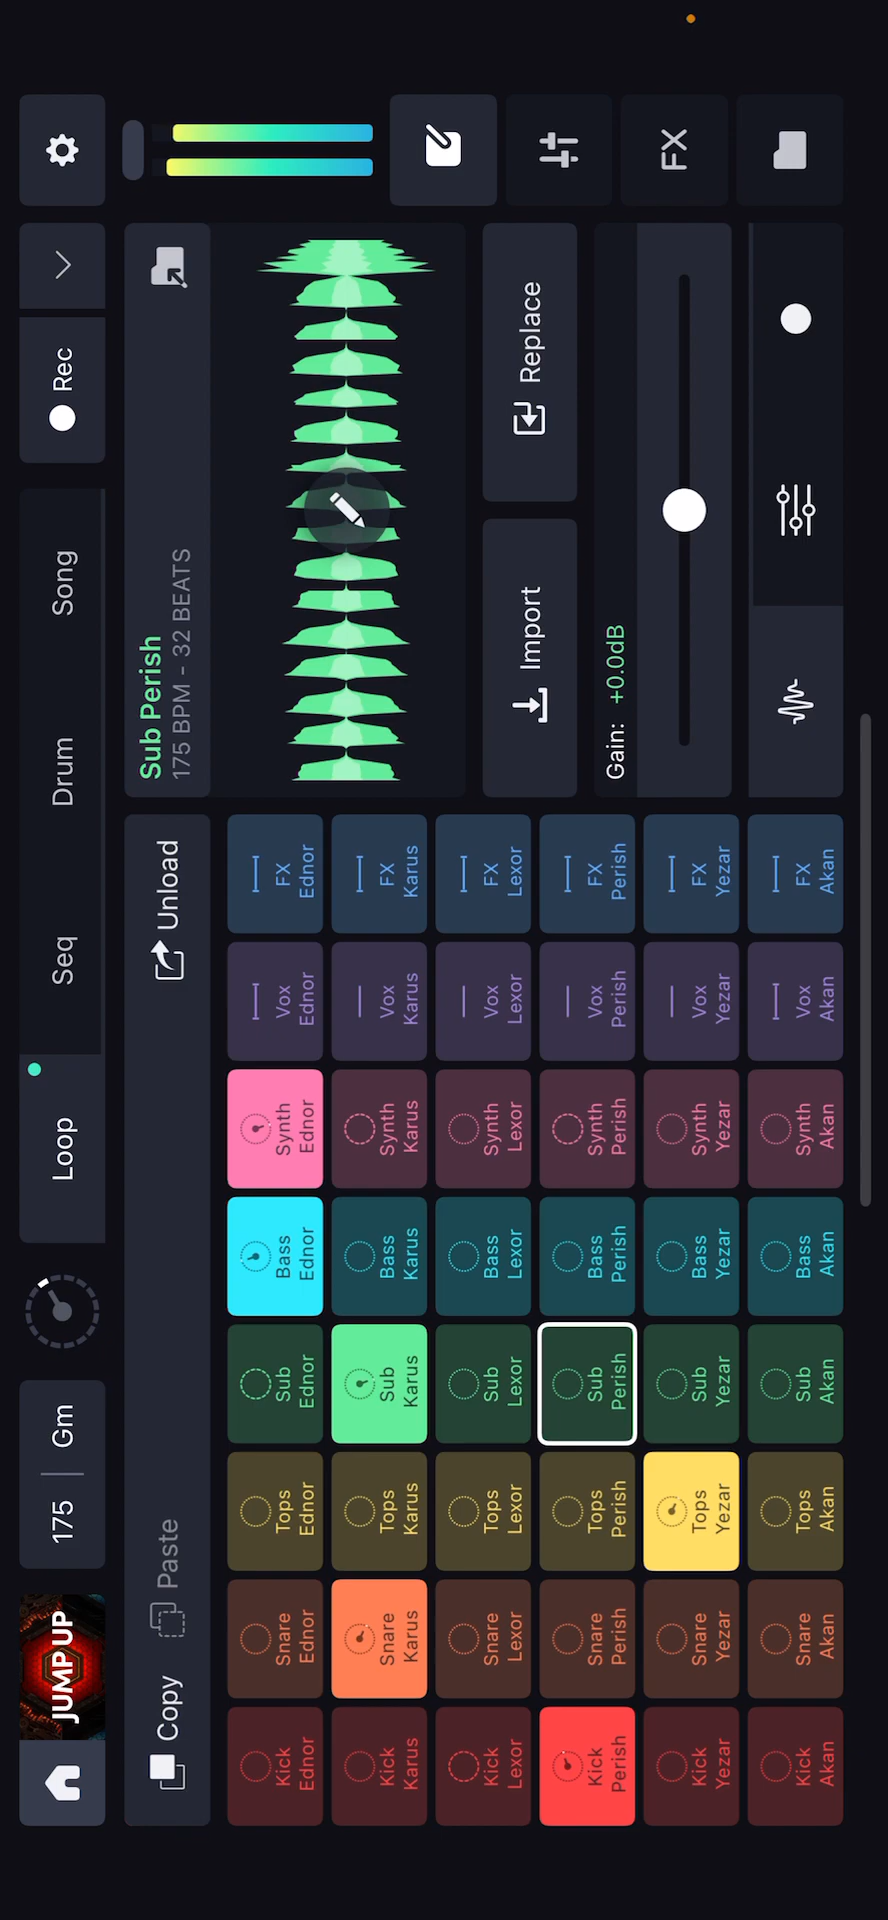 JUMP UP
175 | Gm
Loop
Seq
Drum
Song
Rec
Copy
Paste
Unload
Kick
Ednor
Snare
Ednor
Tops
Ednor
Sub
Ednor
Bass
Ednor
Synth
Ednor
Vox
Ednor
FX
Ednor
Kick
Karus
Snare
Karus
Tops
Karus
Sub
Karus
Bass
Karus
Synth
Karus
Vox
Karus
FX
Karus
Kick
Lexor
Snare
Lexor
Tops
Lexor
Sub
Lexor
Bass
Lexor
Synth
Lexor
Vox
Lexor
FX
Lexor
Kick
Perish
Snare
Perish
Tops
Perish
Sub
Perish
Bass
Perish
Synth
Perish
Vox
Perish
FX
Perish
Kick
Yezar
Snare
Yezar
Tops
Yezar
Sub
Yezar
Bass
Yezar
Synth
Yezar
Vox
Yezar
FX
Yezar
Kick
Akan
Snare
Akan
Tops
Akan
Sub
Akan
Bass
Akan
Synth
Akan
Vox
Akan
FX
Akan
Sub Perish
175 BPM - 32 BEATS
Import
Replace
Gain: +0.0dB
FX